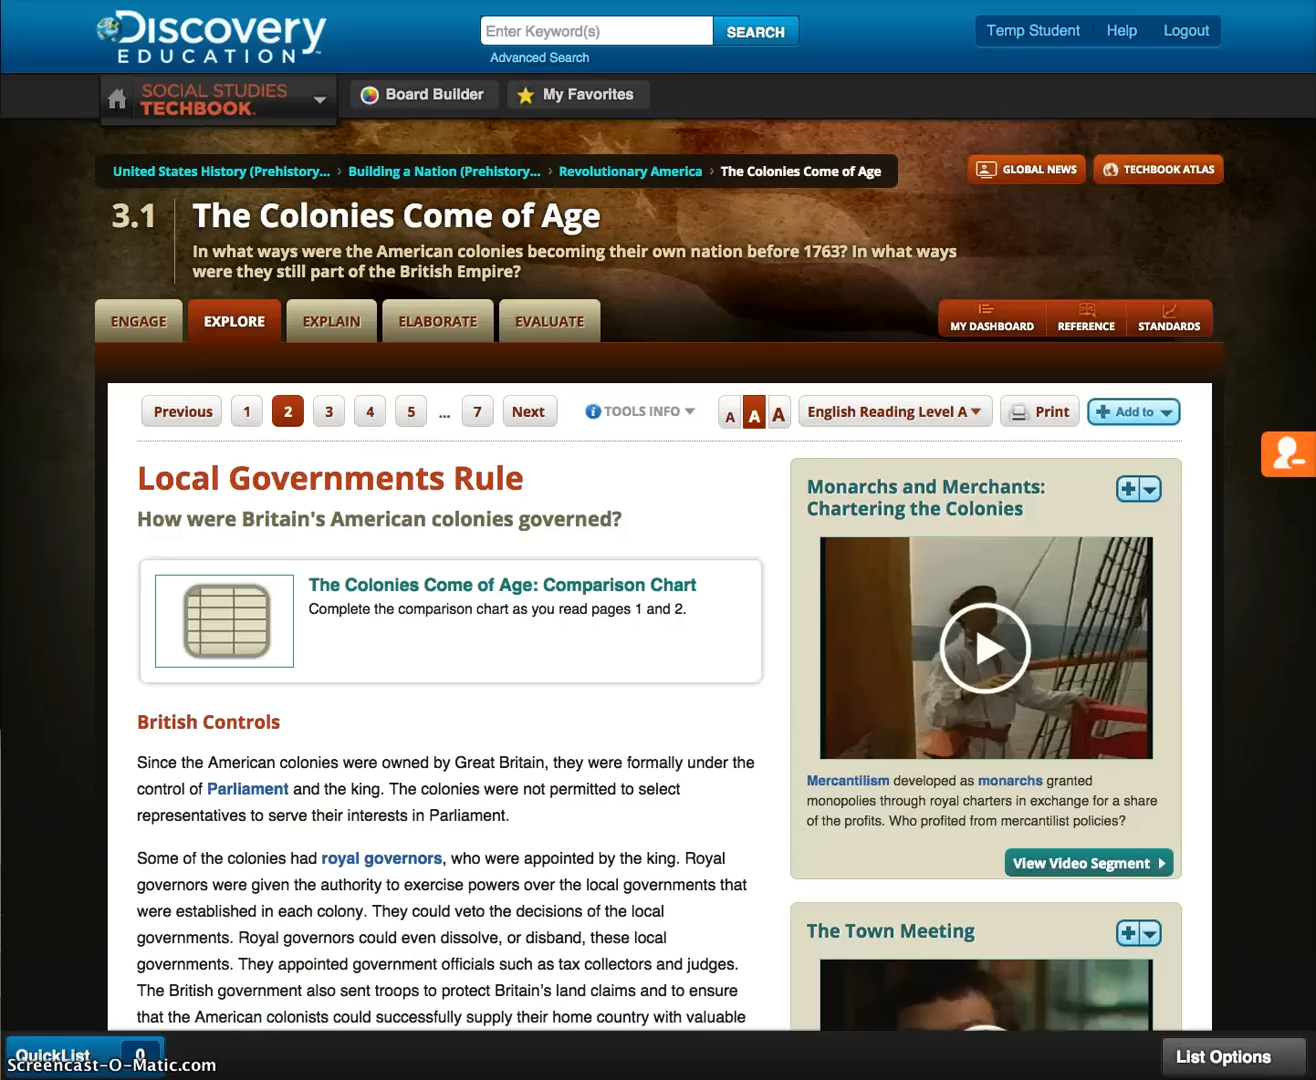 Discovery
EDUCATION
Enter Keyword(s)
SEARCH
Advanced Search
Temp Student Help Logout
SOCIAL STUDIES
TECHBOOK
Board Builder
My Favorites
United States History (Prehistory... › Building a Nation (Prehistory... › Revolutionary America › The Colonies Come of Age
GLOBAL NEWS
TECHBOOK ATLAS
3.1
The Colonies Come of Age
In what ways were the American colonies becoming their own nation before 1763? In what ways
were they still part of the British Empire?
ENGAGE EXPLORE EXPLAIN ELABORATE EVALUATE
MY DASHBOARD REFERENCE STANDARDS
Previous 1 2 3 4 5 ... 7 Next
TOOLS INFO
A A A
English Reading Level A
Print
Add to
Local Governments Rule
How were Britain's American colonies governed?
The Colonies Come of Age: Comparison Chart
Complete the comparison chart as you read pages 1 and 2.
British Controls
Since the American colonies were owned by Great Britain, they were formally under the
control of Parliament and the king. The colonies were not permitted to select
representatives to serve their interests in Parliament.
Some of the colonies had royal governors, who were appointed by the king. Royal
governors were given the authority to exercise powers over the local governments that
were established in each colony. They could veto the decisions of the local
governments. Royal governors could even dissolve, or disband, these local
governments. They appointed government officials such as tax collectors and judges.
The British government also sent troops to protect Britain's land claims and to ensure
that the American colonists could successfully supply their home country with valuable
Monarchs and Merchants:
Chartering the Colonies
Mercantilism developed as monarchs granted
monopolies through royal charters in exchange for a share
of the profits. Who profited from mercantilist policies?
View Video Segment
The Town Meeting
QuickList 0
Screencast-O-Matic.com
List Options